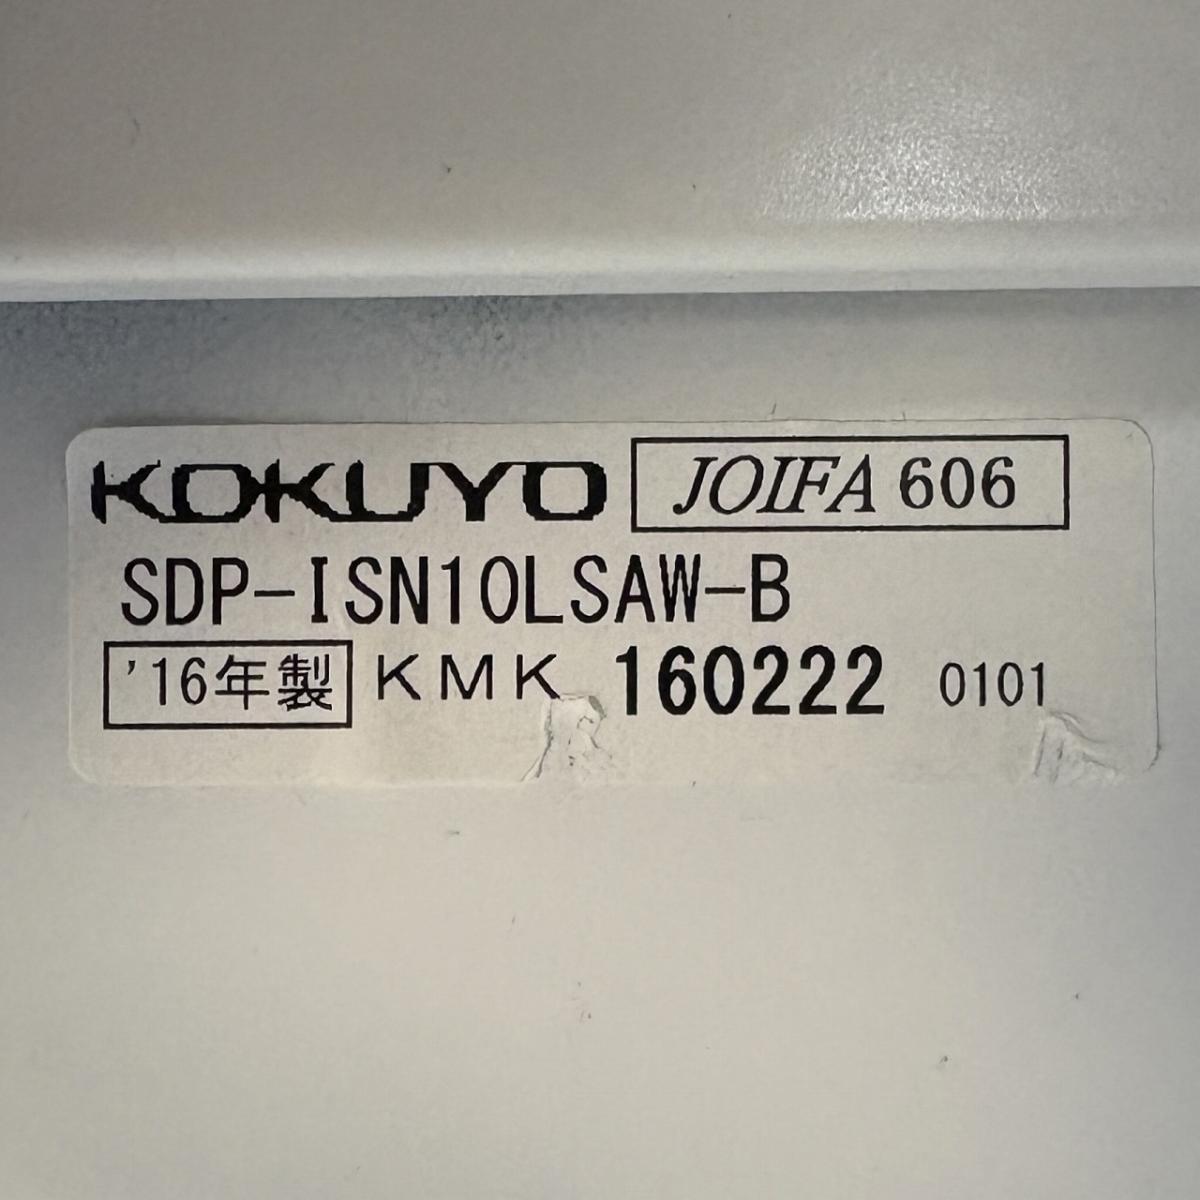 KOKUYO JOIFA 606
SDP-ISN10LSAW-B
'16年製 KMK 160222 0101